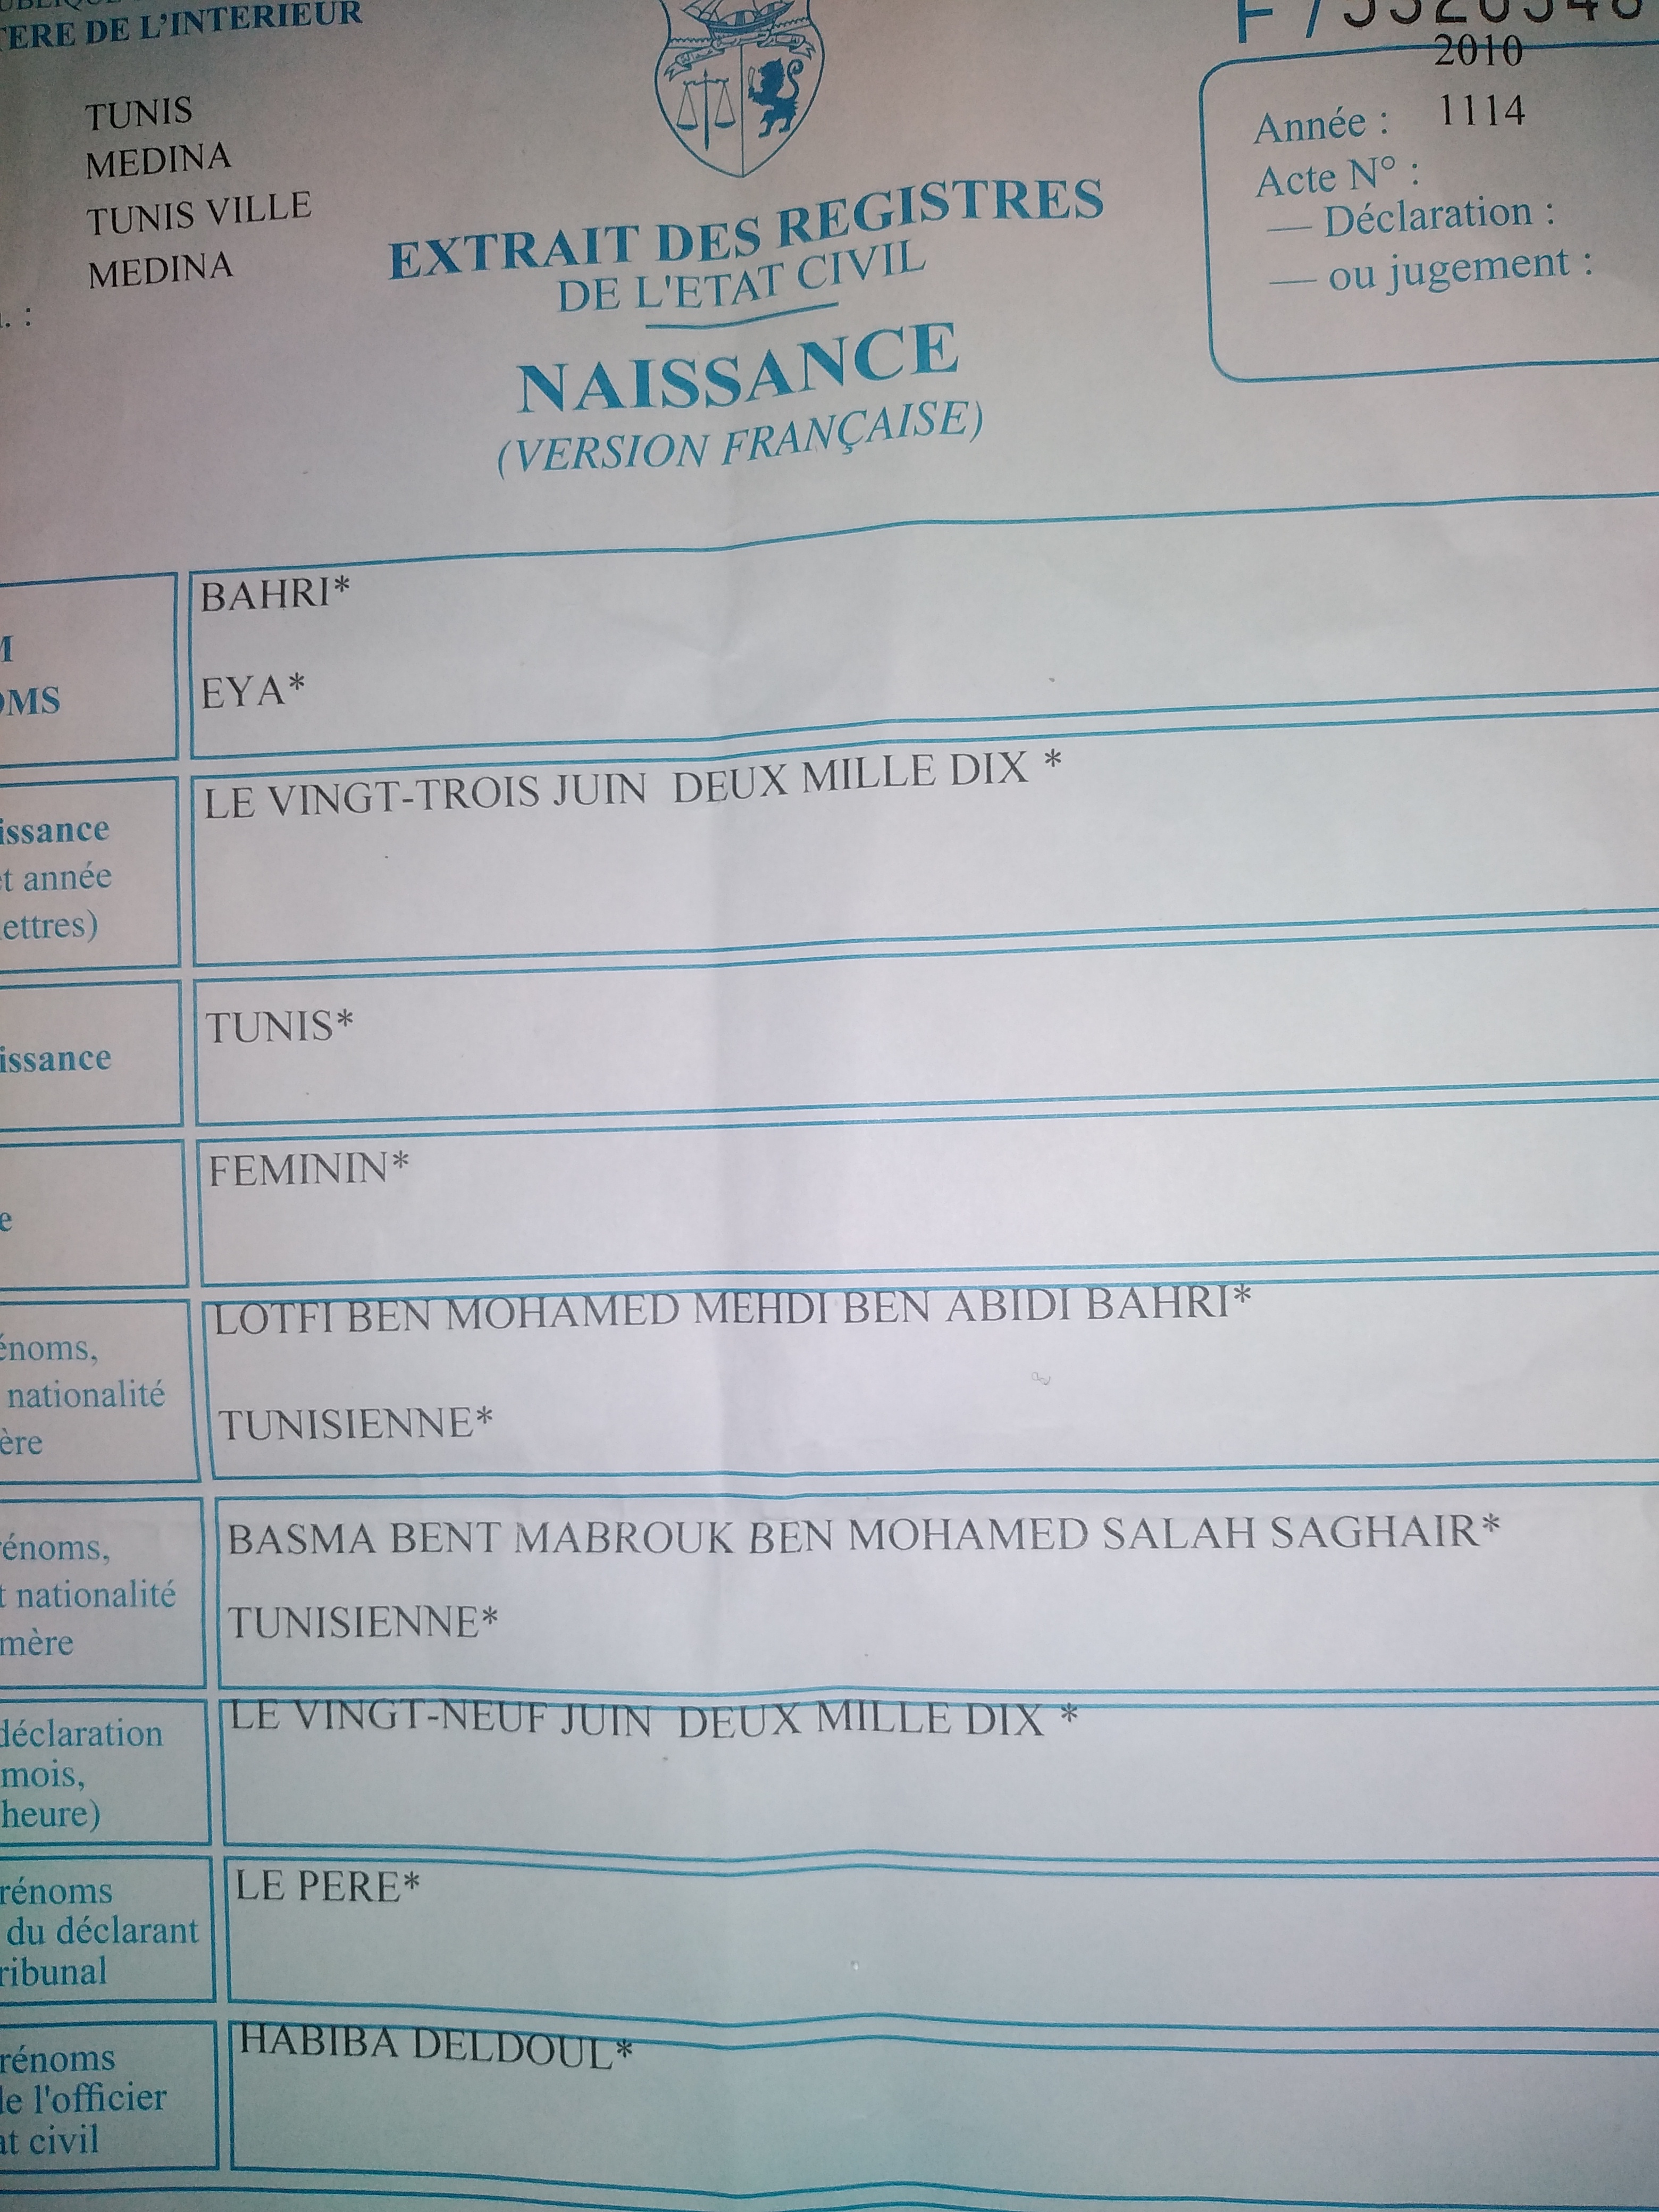 TERE DE L'INTERIEUR
2010
TUNIS
MEDINA
TUNIS VILLE
MEDINA
EXTRAIT DES REGISTRES
DE L'ETAT CIVIL
NAISSANCE
(VERSION FRANÇAISE)
Année : 1114
Acte N° :
— Déclaration :
— ou jugement :
BAHRI*
EYA*
OMS
LE VINGT-TROIS JUIN DEUX MILLE DIX *
issance
et année
ettres)
TUNIS*
issance
FEMININ*
e
LOTFI BEN MOHAMED MEHDI BEN ABIDI BAHRI*
énoms,
nationalité
TUNISIENNE*
ère
BASMA BENT MABROUK BEN MOHAMED SALAH SAGHAIR*
rénoms,
t nationalité
TUNISIENNE*
mère
LE VINGT-NEUF JUIN DEUX MILLE DIX *
déclaration
mois,
heure)
LE PERE*
rénoms
du déclarant
ribunal
HABIBA DELDOUL*
rénoms
de l'officier
at civil